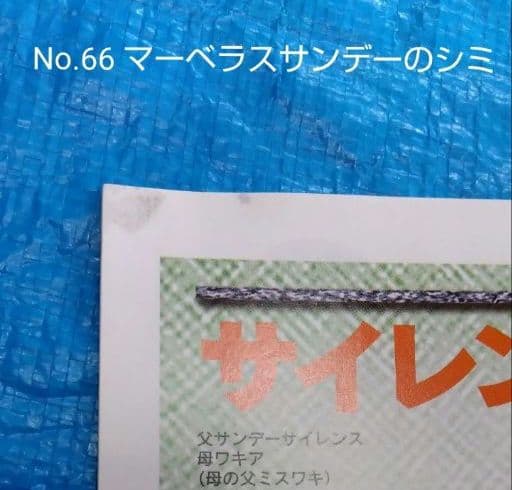 No.66 マーベラスサンデーのシミ
サイレン
父サンデーサイレンス
母ワキア
(母の父ミスワキ)